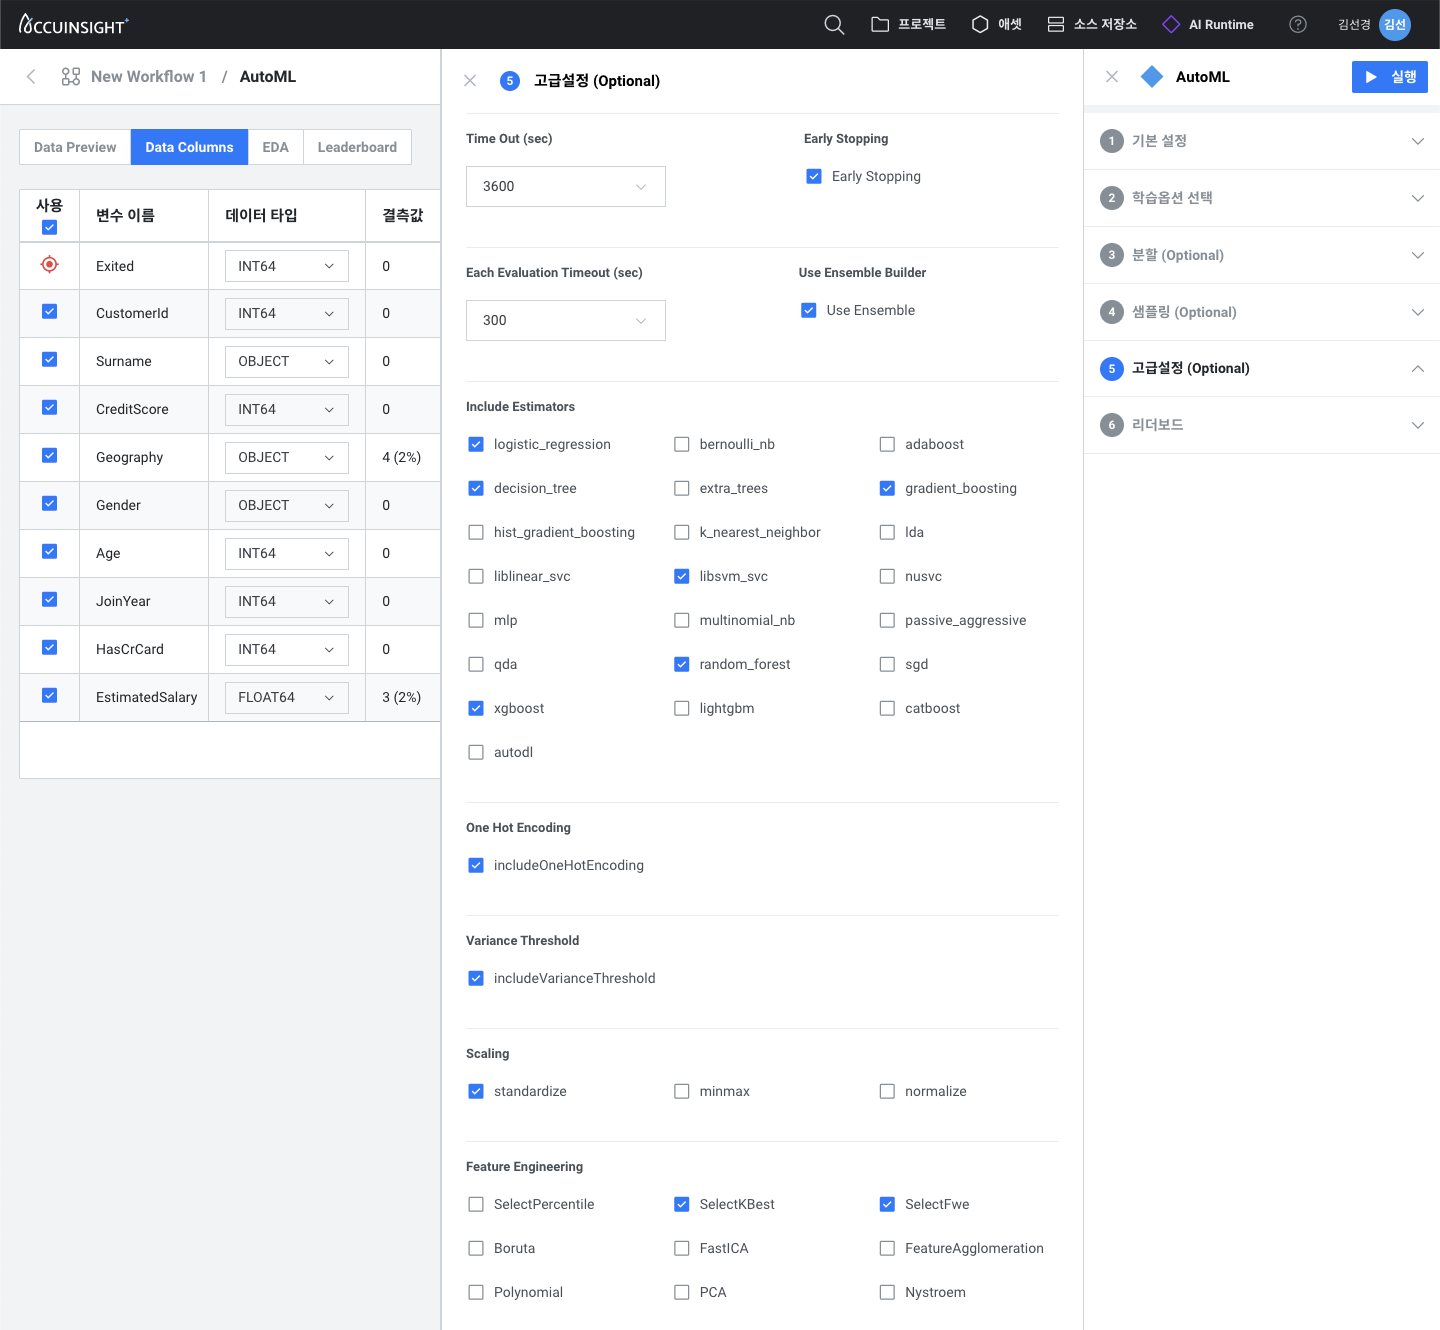 ACCUINSIGHT+
프로젝트
애셋
소스 저장소
AI Runtime
?
김선경
김선
New Workflow 1 / AutoML
Data Preview
Data Columns
EDA
Leaderboard
사용
변수 이름
데이터 타입
결측값
Exited INT64 0
CustomerId INT64 0
Surname OBJECT 0
CreditScore INT64 0
Geography OBJECT 4 (2%)
Gender OBJECT 0
Age INT64 0
JoinYear INT64 0
HasCrCard INT64 0
EstimatedSalary FLOAT64 3 (2%)
5 고급설정 (Optional)
Time Out (sec)
3600
Early Stopping
Early Stopping
Each Evaluation Timeout (sec)
300
Use Ensemble Builder
Use Ensemble
Include Estimators
logistic_regression bernoulli_nb adaboost
decision_tree extra_trees gradient_boosting
hist_gradient_boosting k_nearest_neighbor lda
liblinear_svc libsvm_svc nusvc
mlp multinomial_nb passive_aggressive
qda random_forest sgd
xgboost lightgbm catboost
autodl
One Hot Encoding
includeOneHotEncoding
Variance Threshold
includeVarianceThreshold
Scaling
standardize minmax normalize
Feature Engineering
SelectPercentile SelectKBest SelectFwe
Boruta FastICA FeatureAgglomeration
Polynomial PCA Nystroem
AutoML
실행
1 기본 설정
2 학습옵션 선택
3 분할 (Optional)
4 샘플링 (Optional)
5 고급설정 (Optional)
6 리더보드